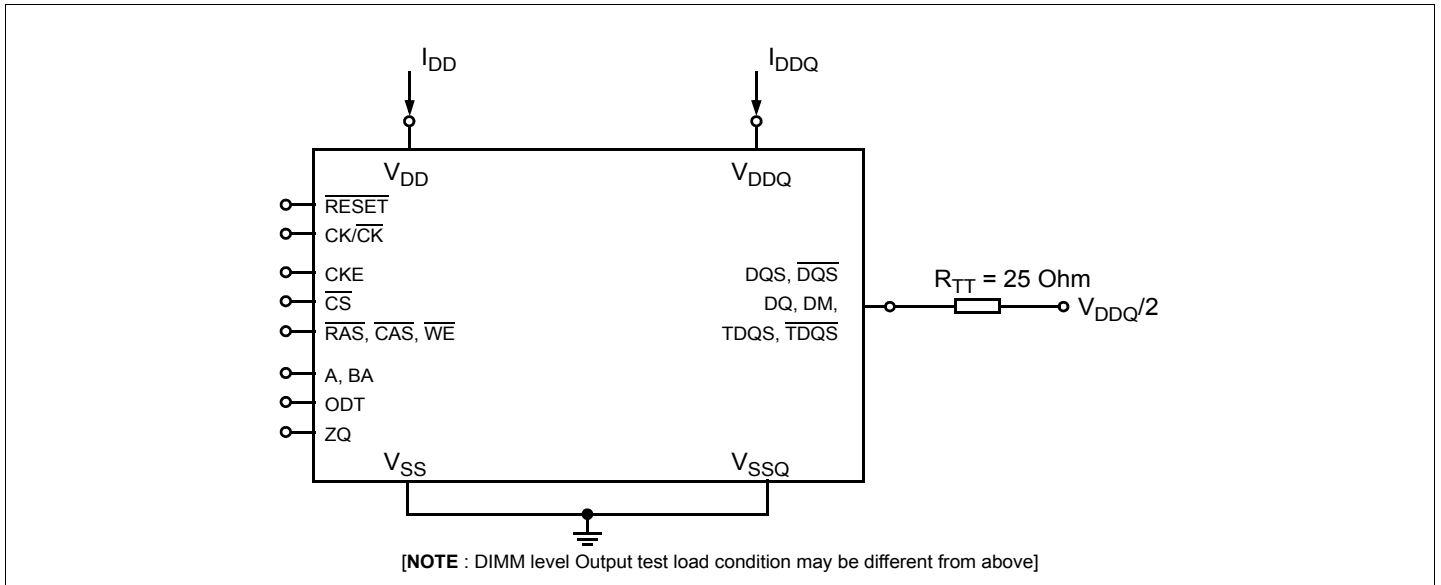 IDD
IDDQ
VDD
VDDQ
RESET
CK/CK
CKE
CS
RAS, CAS, WE
A, BA
ODT
ZQ
DQS, DQS
DQ, DM,
TDQS, TDQS
RTT = 25 Ohm
VDDQ/2
VSS
VSSQ
[NOTE : DIMM level Output test load condition may be different from above]